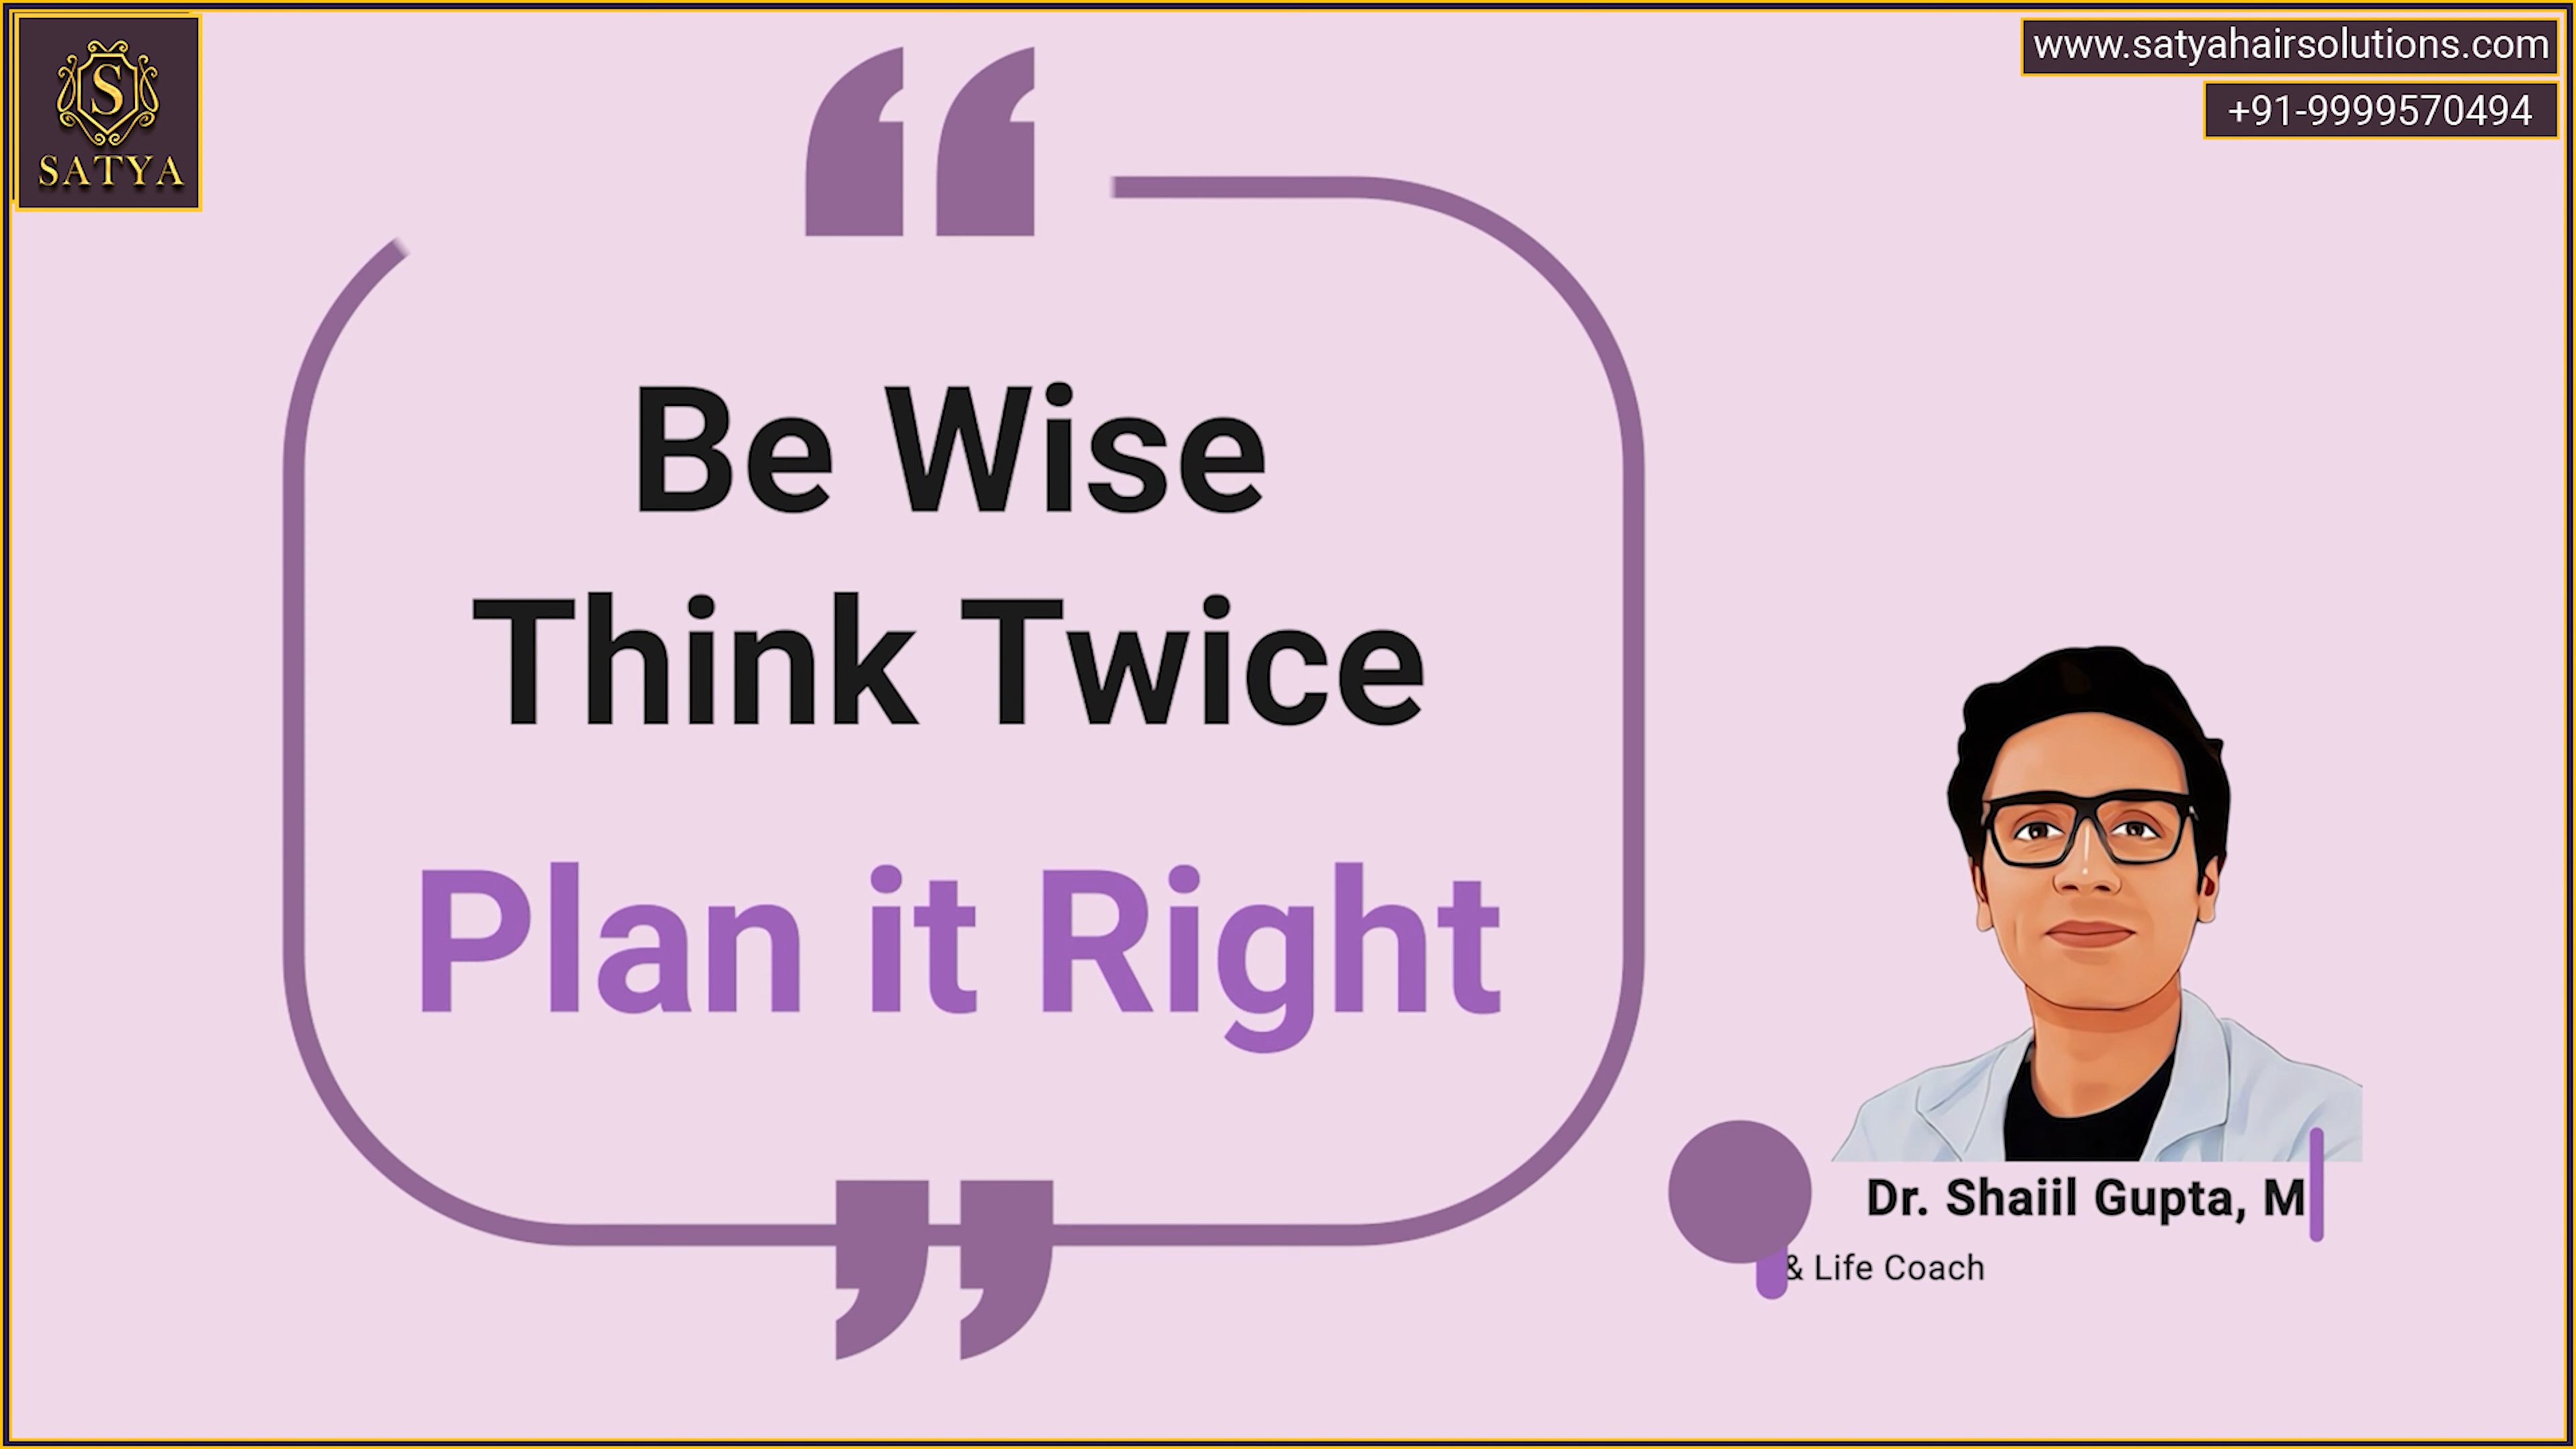 S
SATYA
www.satyahairsolutions.com
+91-9999570494
“
Be Wise
Think Twice
Plan it Right
”
Dr. Shaiil Gupta, M
& Life Coach